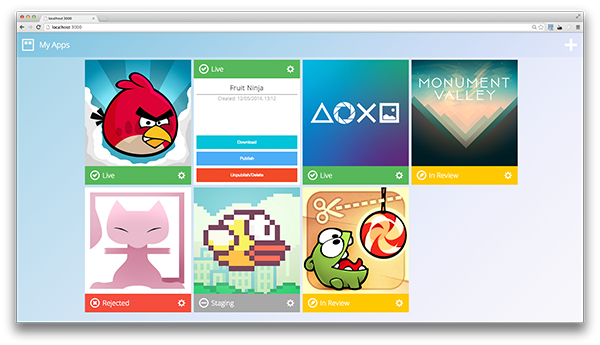 localhost:3000
localhost:3000
My Apps
Live
Fruit Ninja
Created: 12/05/2014, 13:12
Download
Publish
Unpublish/Delete
Live
Live
MONUMENT
VALLEY
In Review
Rejected
Staging
In Review